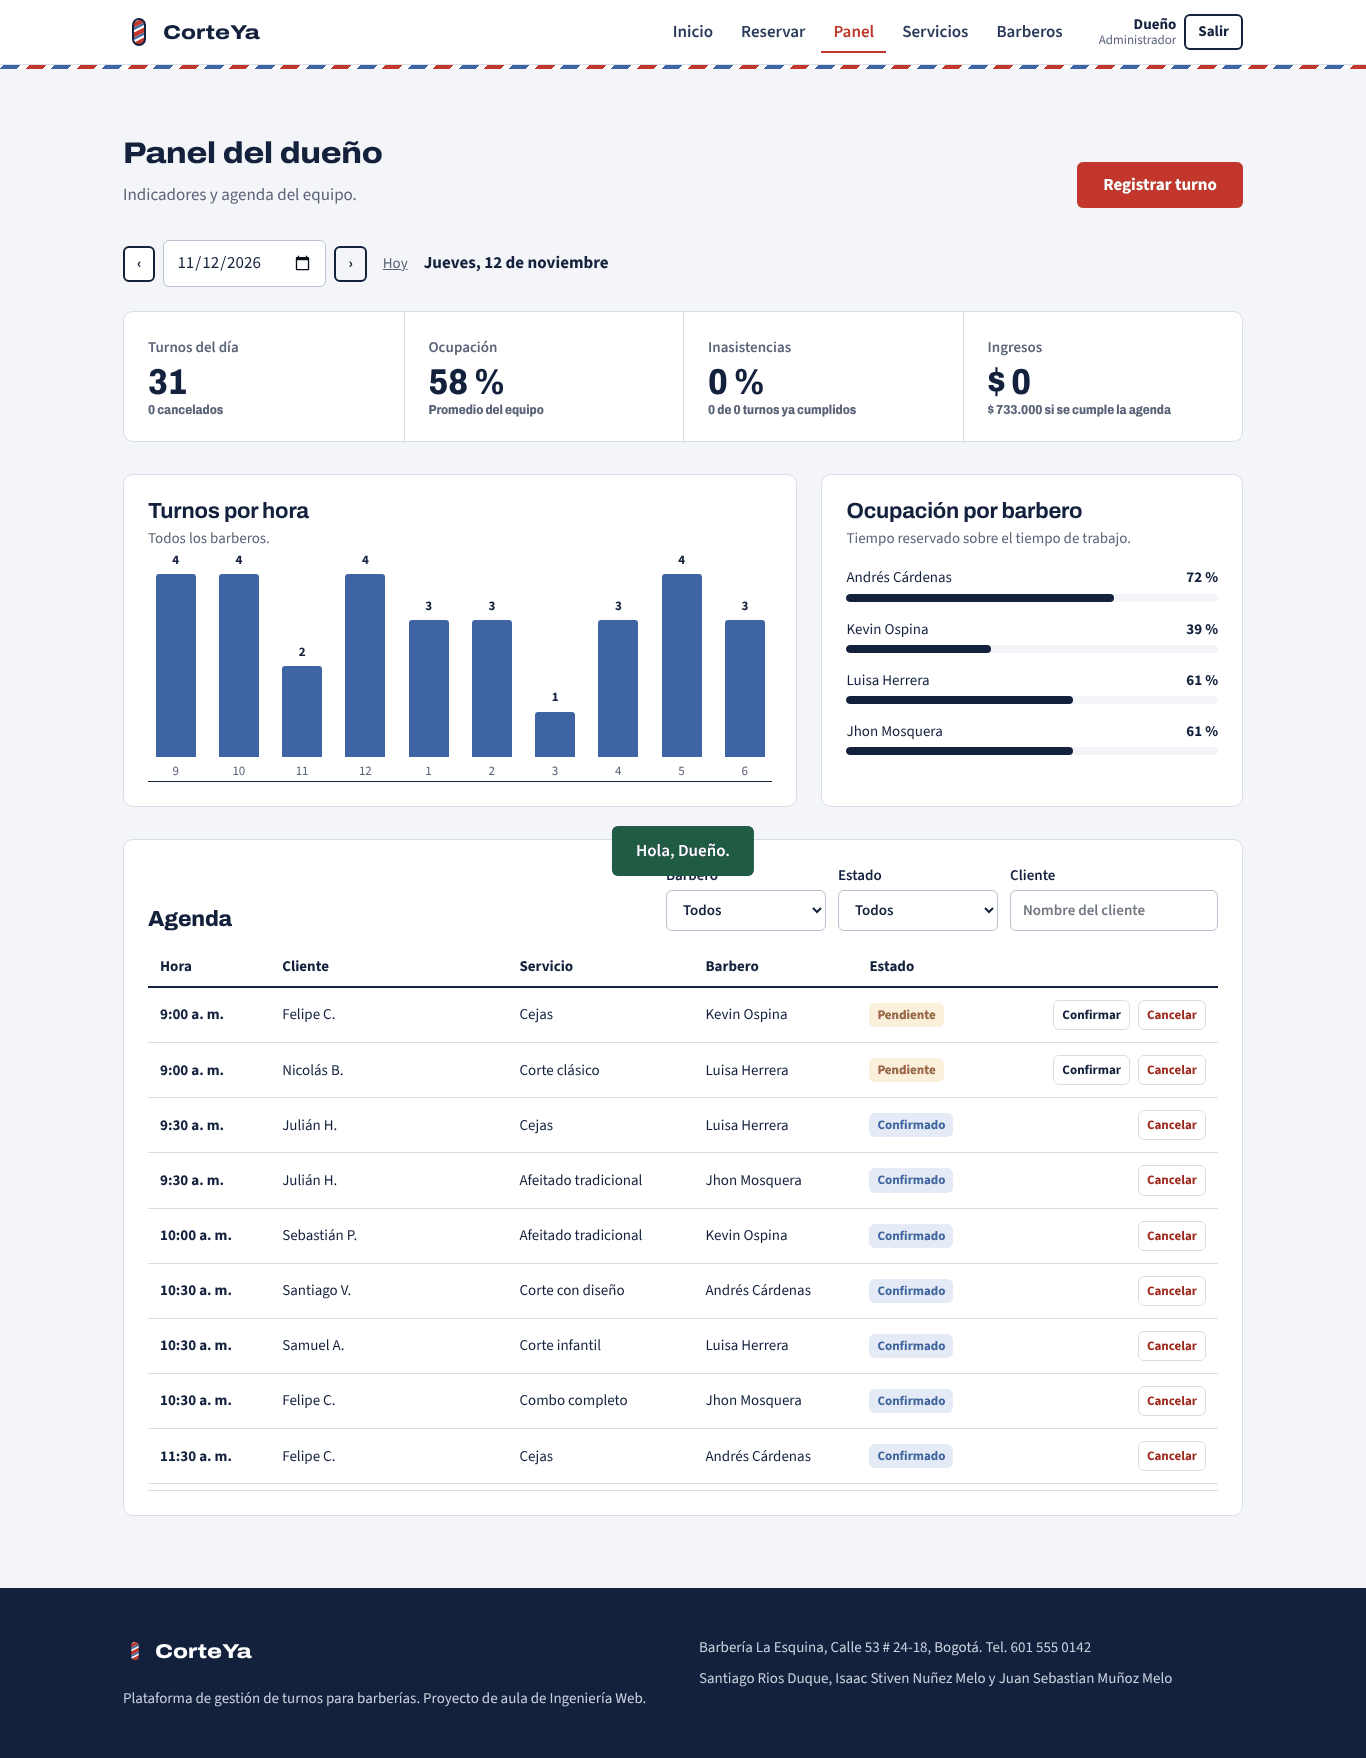 CorteYa
Inicio Reservar Panel Servicios Barberos
Dueño
Administrador
Salir
Panel del dueño
Indicadores y agenda del equipo.
Registrar turno
‹ 11/12/2026 › Hoy Jueves, 12 de noviembre
Turnos del día
31
0 cancelados
Ocupación
58 %
Promedio del equipo
Inasistencias
0 %
0 de 0 turnos ya cumplidos
Ingresos
$ 0
$ 733.000 si se cumple la agenda
Turnos por hora
Todos los barberos.
4 4 2 4 3 3 1 3 4 3
9 10 11 12 1 2 3 4 5 6
Ocupación por barbero
Tiempo reservado sobre el tiempo de trabajo.
Andrés Cárdenas 72 %
Kevin Ospina 39 %
Luisa Herrera 61 %
Jhon Mosquera 61 %
Hola, Dueño.
Agenda
Barbero
Todos
Estado
Todos
Cliente
Nombre del cliente
Hora Cliente Servicio Barbero Estado
9:00 a. m. Felipe C. Cejas Kevin Ospina Pendiente Confirmar Cancelar
9:00 a. m. Nicolás B. Corte clásico Luisa Herrera Pendiente Confirmar Cancelar
9:30 a. m. Julián H. Cejas Luisa Herrera Confirmado Cancelar
9:30 a. m. Julián H. Afeitado tradicional Jhon Mosquera Confirmado Cancelar
10:00 a. m. Sebastián P. Afeitado tradicional Kevin Ospina Confirmado Cancelar
10:30 a. m. Santiago V. Corte con diseño Andrés Cárdenas Confirmado Cancelar
10:30 a. m. Samuel A. Corte infantil Luisa Herrera Confirmado Cancelar
10:30 a. m. Felipe C. Combo completo Jhon Mosquera Confirmado Cancelar
11:30 a. m. Felipe C. Cejas Andrés Cárdenas Confirmado Cancelar
CorteYa
Plataforma de gestión de turnos para barberías. Proyecto de aula de Ingeniería Web.
Barbería La Esquina, Calle 53 # 24-18, Bogotá. Tel. 601 555 0142
Santiago Rios Duque, Isaac Stiven Nuñez Melo y Juan Sebastian Muñoz Melo